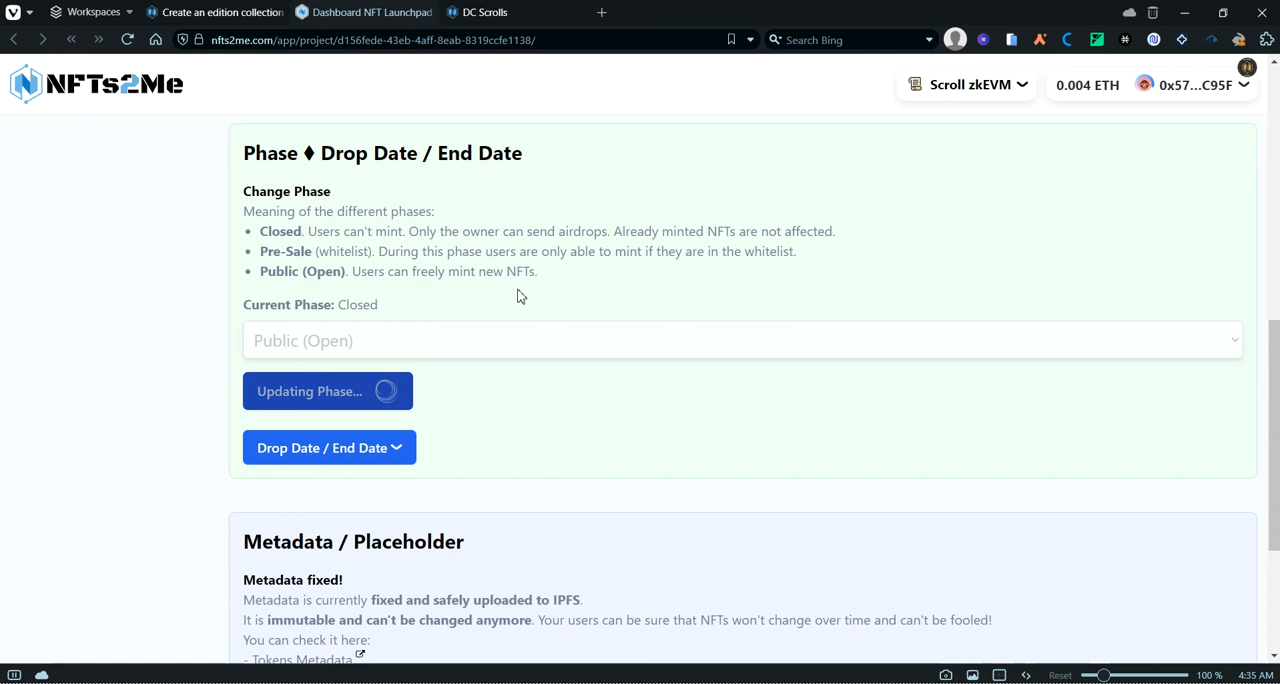 Workspaces
Create an edition collection
Dashboard NFT Launchpad
DC Scrolls
nfts2me.com/app/project/d156fede-43eb-4aff-8eab-8319ccfe1138/
Search Bing
NFTs2Me
Scroll zkEVM
0.004 ETH
0x57...C95F
Phase ♦ Drop Date / End Date
Change Phase
Meaning of the different phases:
• Closed. Users can't mint. Only the owner can send airdrops. Already minted NFTs are not affected.
• Pre-Sale (whitelist). During this phase users are only able to mint if they are in the whitelist.
• Public (Open). Users can freely mint new NFTs.
Current Phase: Closed
Public (Open)
Updating Phase...
Drop Date / End Date
Metadata / Placeholder
Metadata fixed!
Metadata is currently fixed and safely uploaded to IPFS.
It is immutable and can't be changed anymore. Your users can be sure that NFTs won't change over time and can't be fooled!
You can check it here:
- Tokens Metadata
Reset
100 %
4:35 AM